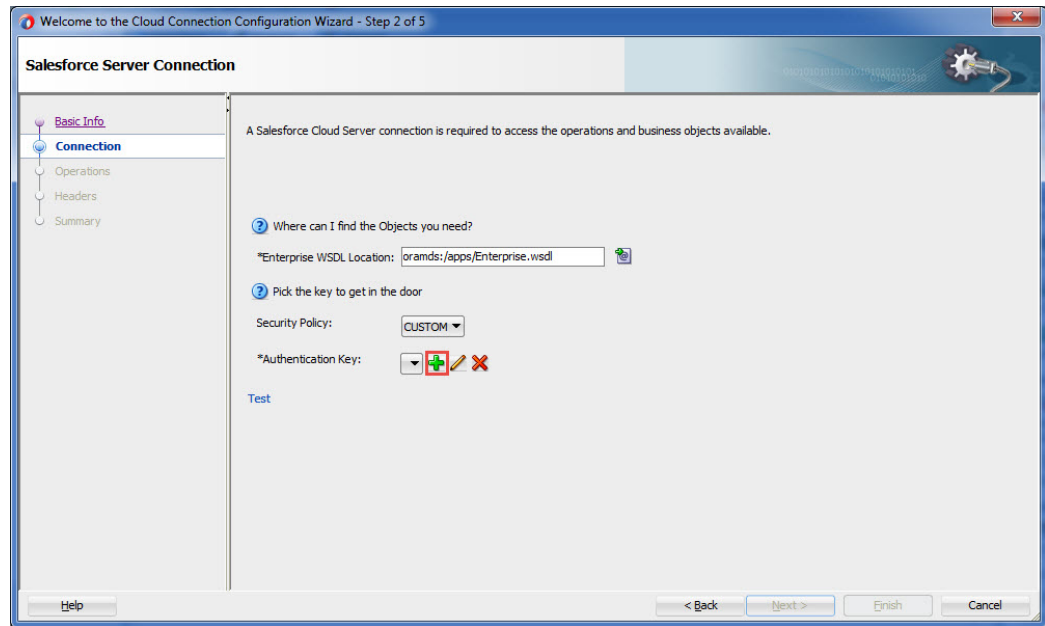 Welcome to the Cloud Connection Configuration Wizard - Step 2 of 5
Salesforce Server Connection
Basic Info
Connection
Operations
Headers
Summary
A Salesforce Cloud Server connection is required to access the operations and business objects available.
Where can I find the Objects you need?
*Enterprise WSDL Location: oramds:/apps/Enterprise.wsdl
Pick the key to get in the door
Security Policy: CUSTOM
*Authentication Key:
Test
Help < Back Next > Finish Cancel